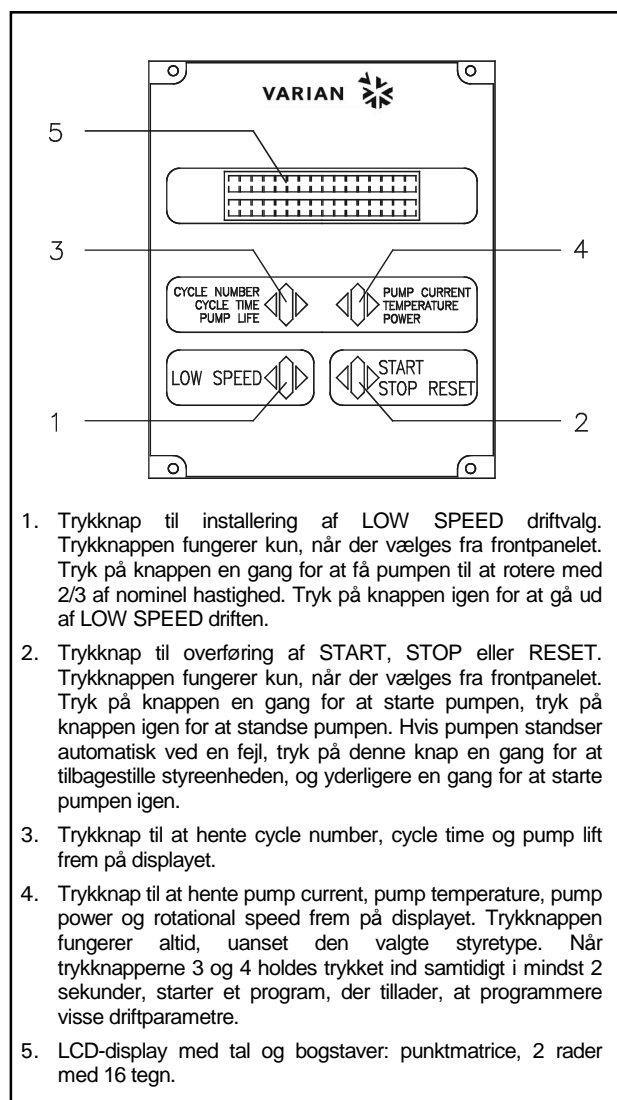 VARIAN
5
3
4
CYCLE NUMBER
CYCLE TIME
PUMP LIFE
PUMP CURRENT
TEMPERATURE
POWER
LOW SPEED
START
STOP RESET
1
2
1. Trykknap til installering af LOW SPEED driftvalg.
Trykknappen fungerer kun, når der vælges fra frontpanelet.
Tryk på knappen en gang for at få pumpen til at rotere med
2/3 af nominel hastighed. Tryk på knappen igen for at gå ud
af LOW SPEED driften.
2. Trykknap til overføring af START, STOP eller RESET.
Trykknappen fungerer kun, når der vælges fra frontpanelet.
Tryk på knappen en gang for at starte pumpen, tryk på
knappen igen for at standse pumpen. Hvis pumpen standser
automatisk ved en fejl, tryk på denne knap en gang for at
tilbagestille styreenheden, og yderligere en gang for at starte
pumpen igen.
3. Trykknap til at hente cycle number, cycle time og pump lift
frem på displayet.
4. Trykknap til at hente pump current, pump temperature, pump
power og rotational speed frem på displayet. Trykknappen
fungerer altid, uanset den valgte styretype. Når
trykknapperne 3 og 4 holdes trykket ind samtidigt i mindst 2
sekunder, starter et program, der tillader, at programmere
visse driftparametre.
5. LCD-display med tal og bogstaver: punktmatrice, 2 rader
med 16 tegn.